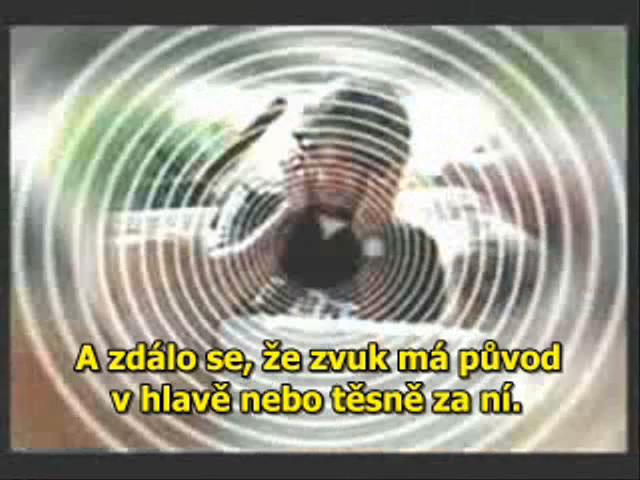 A zdálo se, že zvuk má původ
v hlavě nebo těsně za ní.